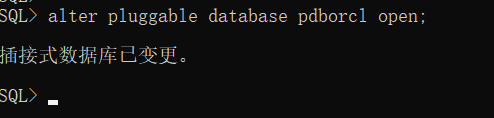 SQL> alter pluggable database pdborcl open;
插接式数据库已变更。
SQL>